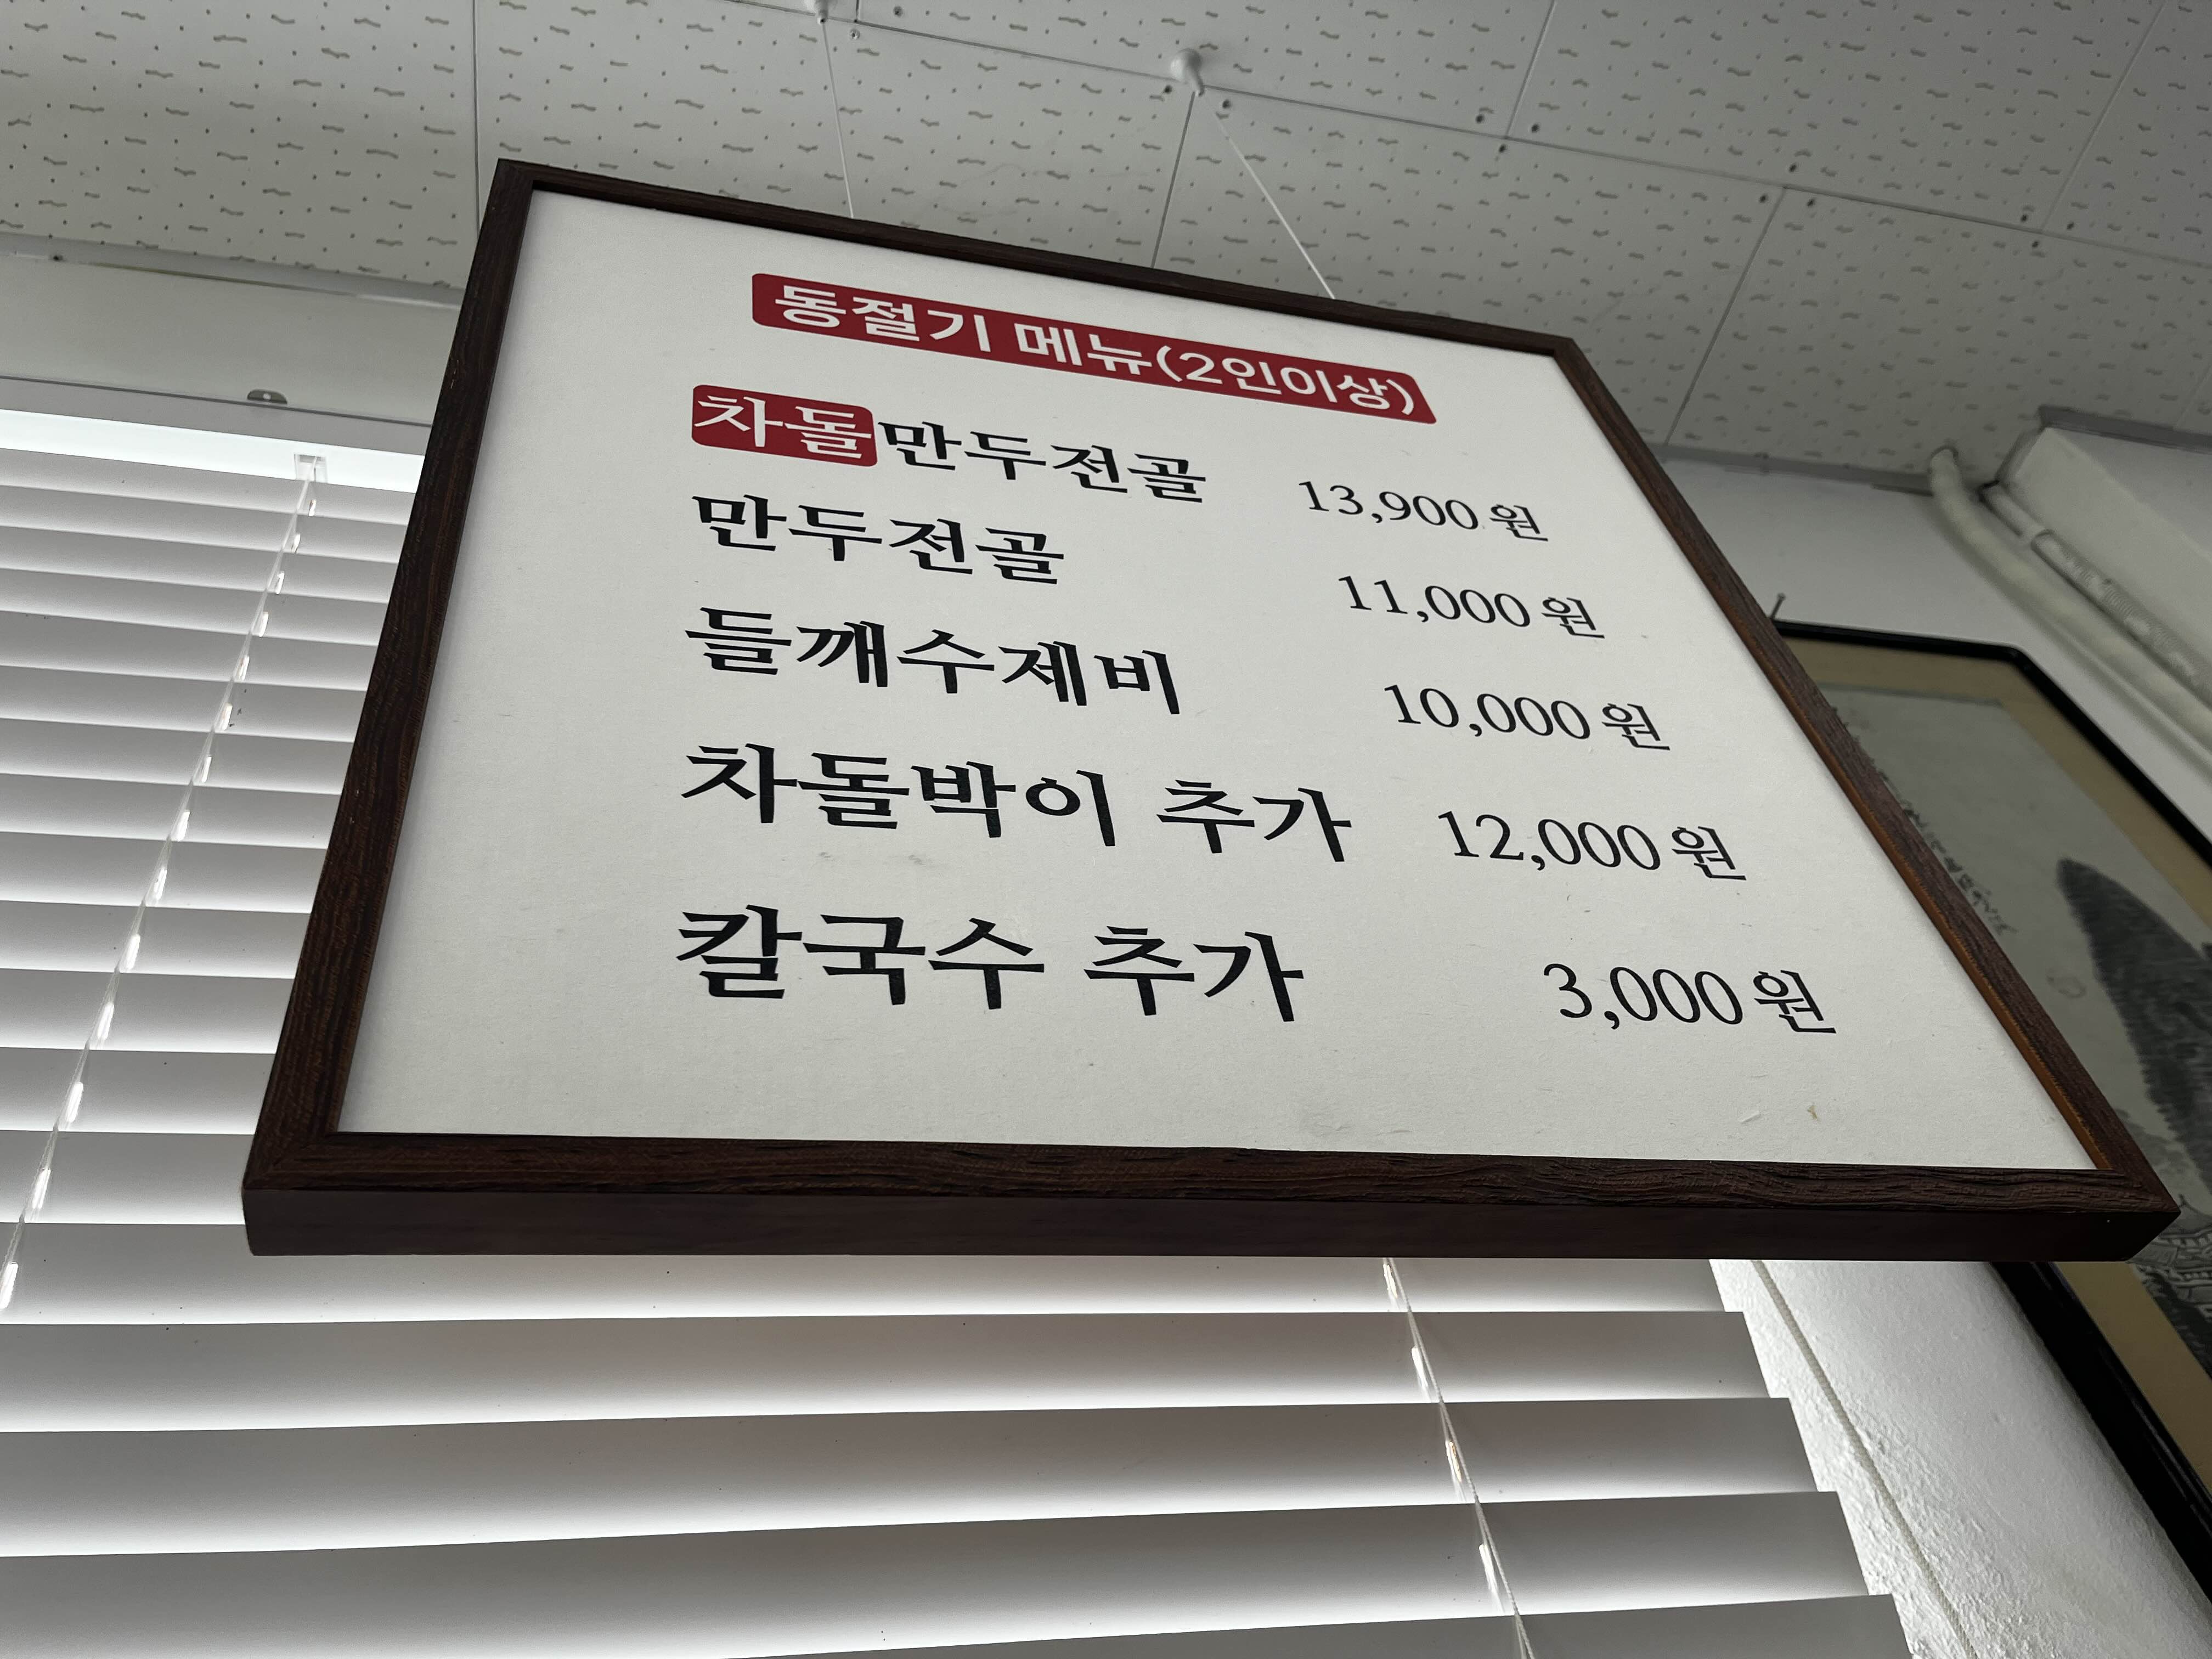 동절기 메뉴(2인이상)
차돌만두전골 13,900원
만두전골 11,000원
들깨수제비 10,000원
차돌박이 추가 12,000원
칼국수 추가 3,000원